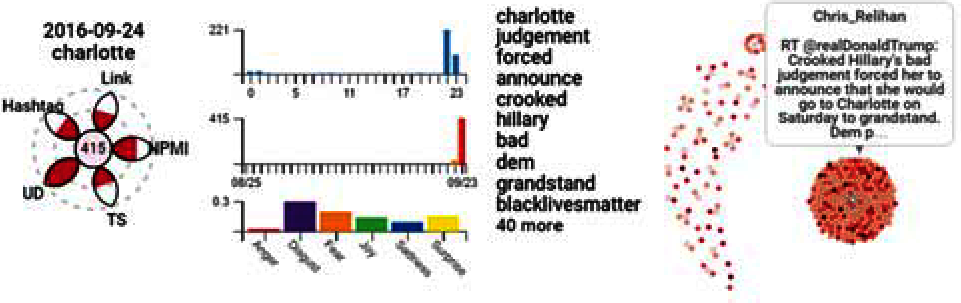 2016-09-24
charlotte
Link
Hashtag
415
NPMI
UD
TS
221
0
5
11
17
23
415
08/25
09/23
0.3
Anger
Disgust
Fear
Joy
Sadness
Surprise
charlotte
judgement
forced
announce
crooked
hillary
bad
dem
grandstand
blacklivesmatter
40 more
Chris_Relihan
RT @realDonaldTrump:
Crooked Hillary's bad
judgement forced her to
announce that she would
go to Charlotte on
Saturday to grandstand.
Dem p...